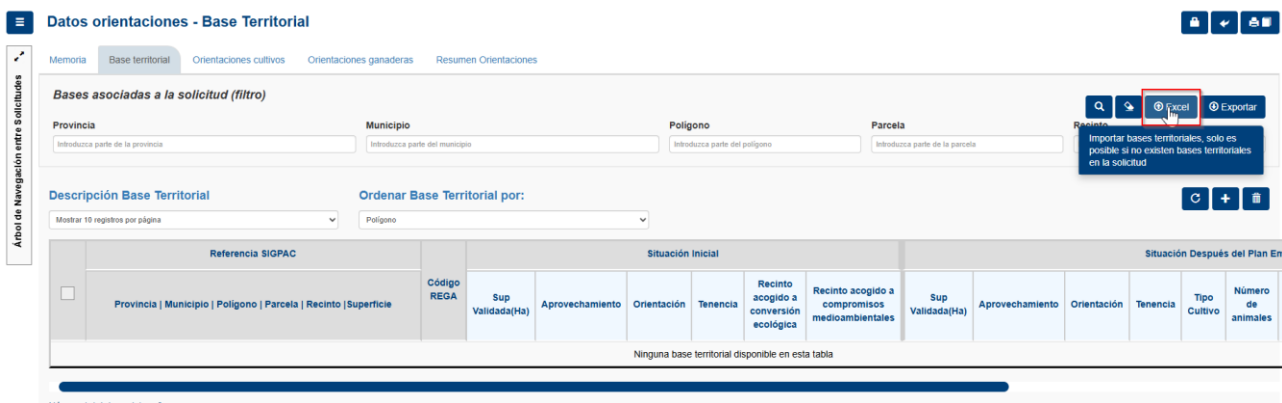 Datos orientaciones - Base Territorial
Árbol de Navegación entre Solicitudes
Memoria
Base territorial
Orientaciones cultivos
Orientaciones ganaderas
Resumen Orientaciones
Bases asociadas a la solicitud (filtro)
Excel
Exportar
Provincia
Municipio
Polígono
Parcela
Recinto
Introduzca parte de la provincia
Introduzca parte del municipio
Introduzca parte del polígono
Introduzca parte de la parcela
Importar bases territoriales, solo es
posible si no existen bases territoriales
en la solicitud
Descripción Base Territorial
Ordenar Base Territorial por:
Mostrar 10 registros por página
Polígono
Referencia SIGPAC
Código
REGA
Situación Inicial
Situación Después del Plan Em
Provincia | Municipio | Polígono | Parcela | Recinto |Superficie
Sup
Validada(Ha)
Aprovechamiento
Orientación
Tenencia
Recinto
acogido a
conversión
ecológica
Recinto acogido a
compromisos
medioambientales
Sup
Validada(Ha)
Aprovechamiento
Orientación
Tenencia
Tipo
Cultivo
Número
de
animales
Ninguna base territorial disponible en esta tabla